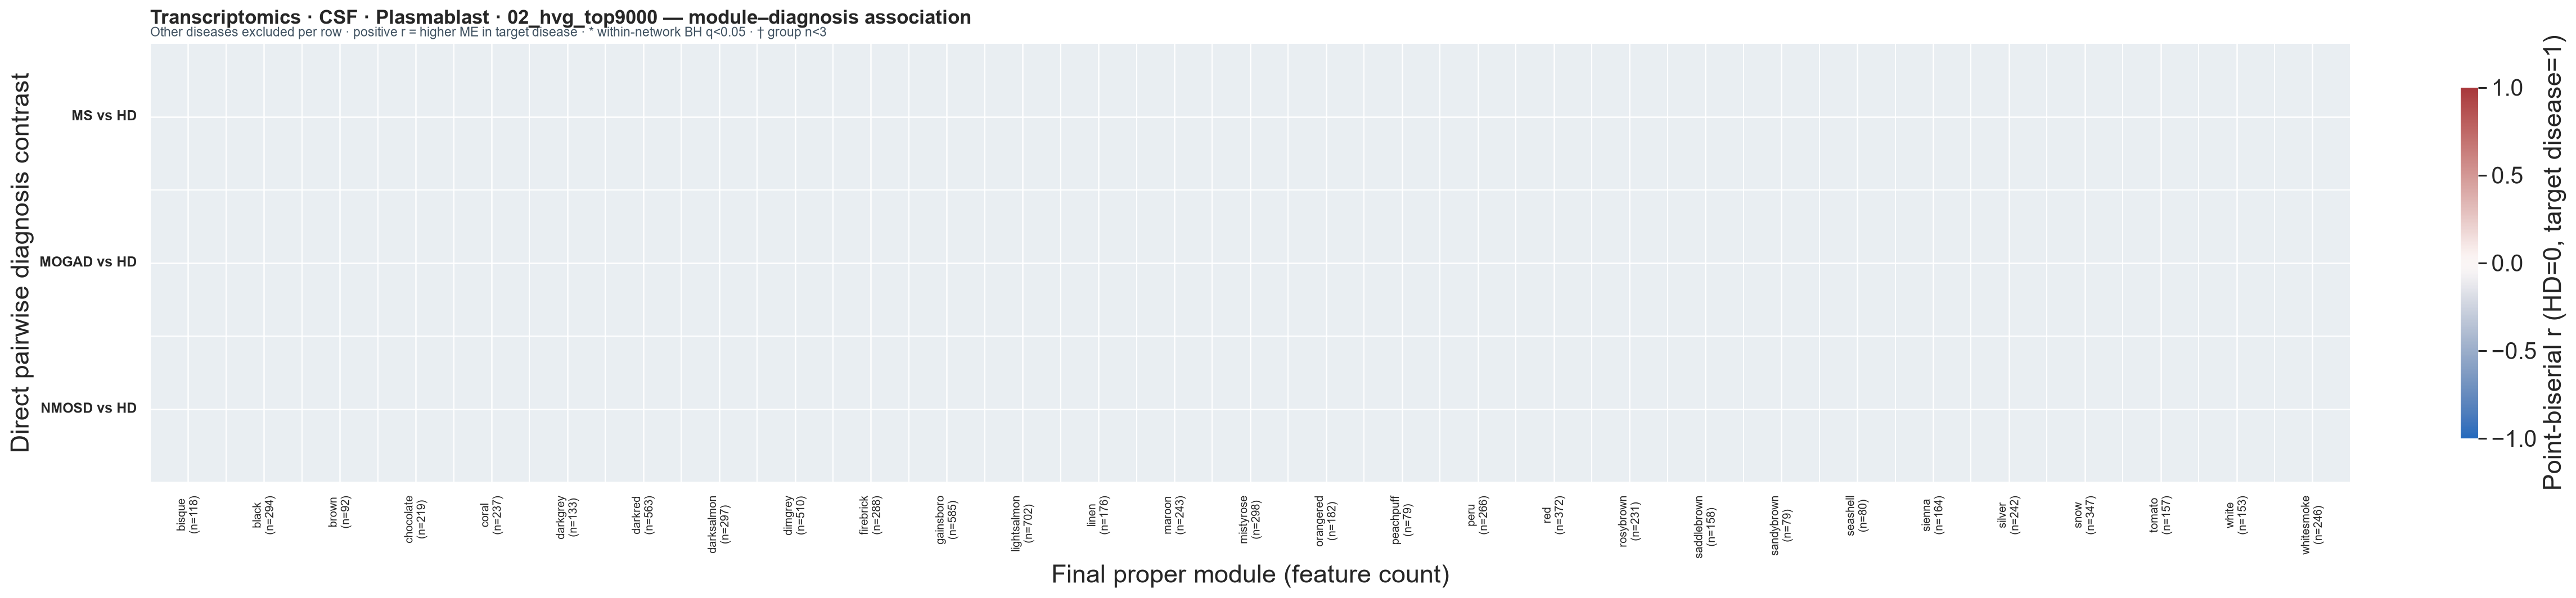 Transcriptomics · CSF · Plasmablast · 02_hvg_top9000 — module–diagnosis association
Other diseases excluded per row · positive r = higher ME in target disease · * within-network BH q<0.05 · † group n<3
Direct pairwise diagnosis contrast
MS vs HD
MOGAD vs HD
NMOSD vs HD
bisque
(n=118)
black
(n=294)
brown
(n=92)
chocolate
(n=219)
coral
(n=237)
darkgrey
(n=133)
darkred
(n=563)
darksalmon
(n=297)
dimgrey
(n=510)
firebrick
(n=288)
gainsboro
(n=585)
lightsalmon
(n=702)
linen
(n=176)
maroon
(n=243)
mistyrose
(n=298)
orangered
(n=182)
peachpuff
(n=79)
peru
(n=266)
red
(n=372)
rosybrown
(n=231)
saddlebrown
(n=158)
sandybrown
(n=79)
seashell
(n=80)
sienna
(n=164)
silver
(n=242)
snow
(n=347)
tomato
(n=157)
white
(n=153)
whitesmoke
(n=246)
Final proper module (feature count)
1.0
0.5
0.0
−0.5
−1.0
Point-biserial r (HD=0, target disease=1)